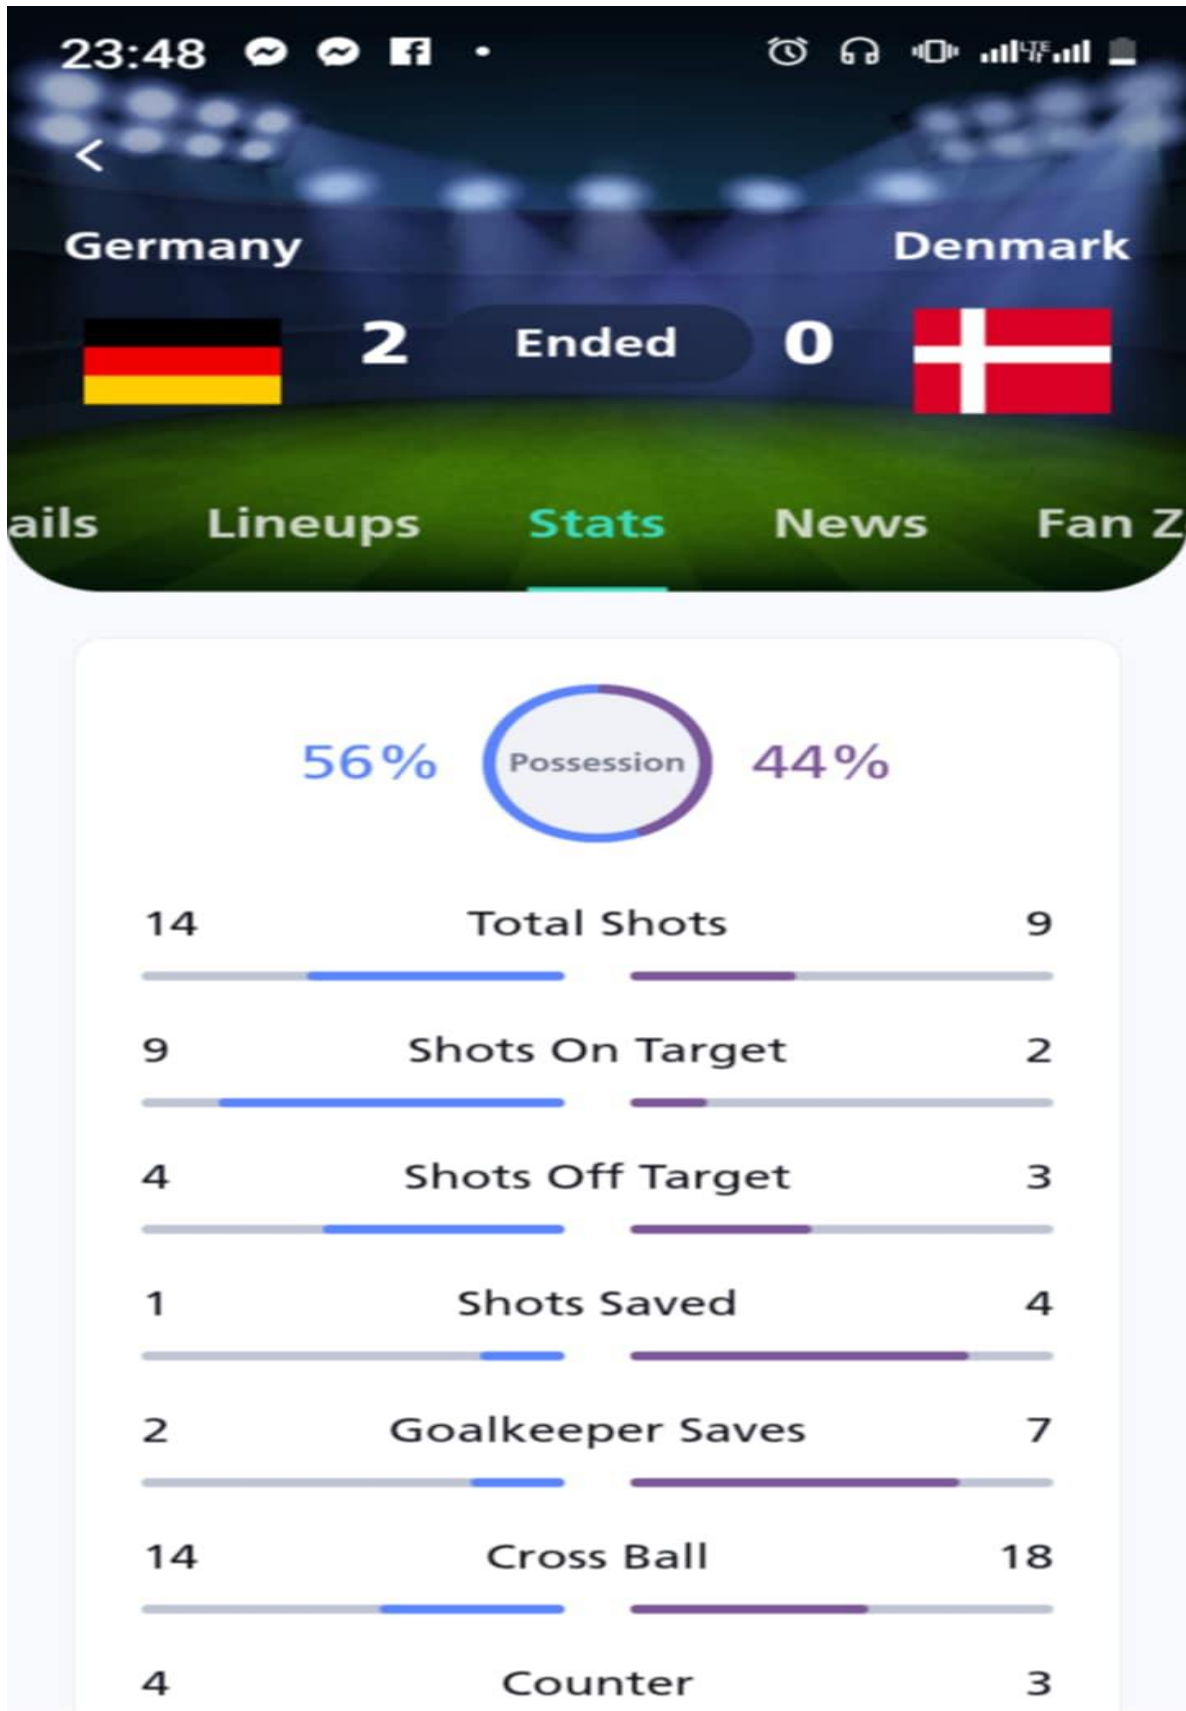 23:48
Germany Denmark
2 Ended 0
ails Lineups Stats News Fan Z
56% Possession 44%
14 Total Shots 9
9 Shots On Target 2
4 Shots Off Target 3
1 Shots Saved 4
2 Goalkeeper Saves 7
14 Cross Ball 18
4 Counter 3